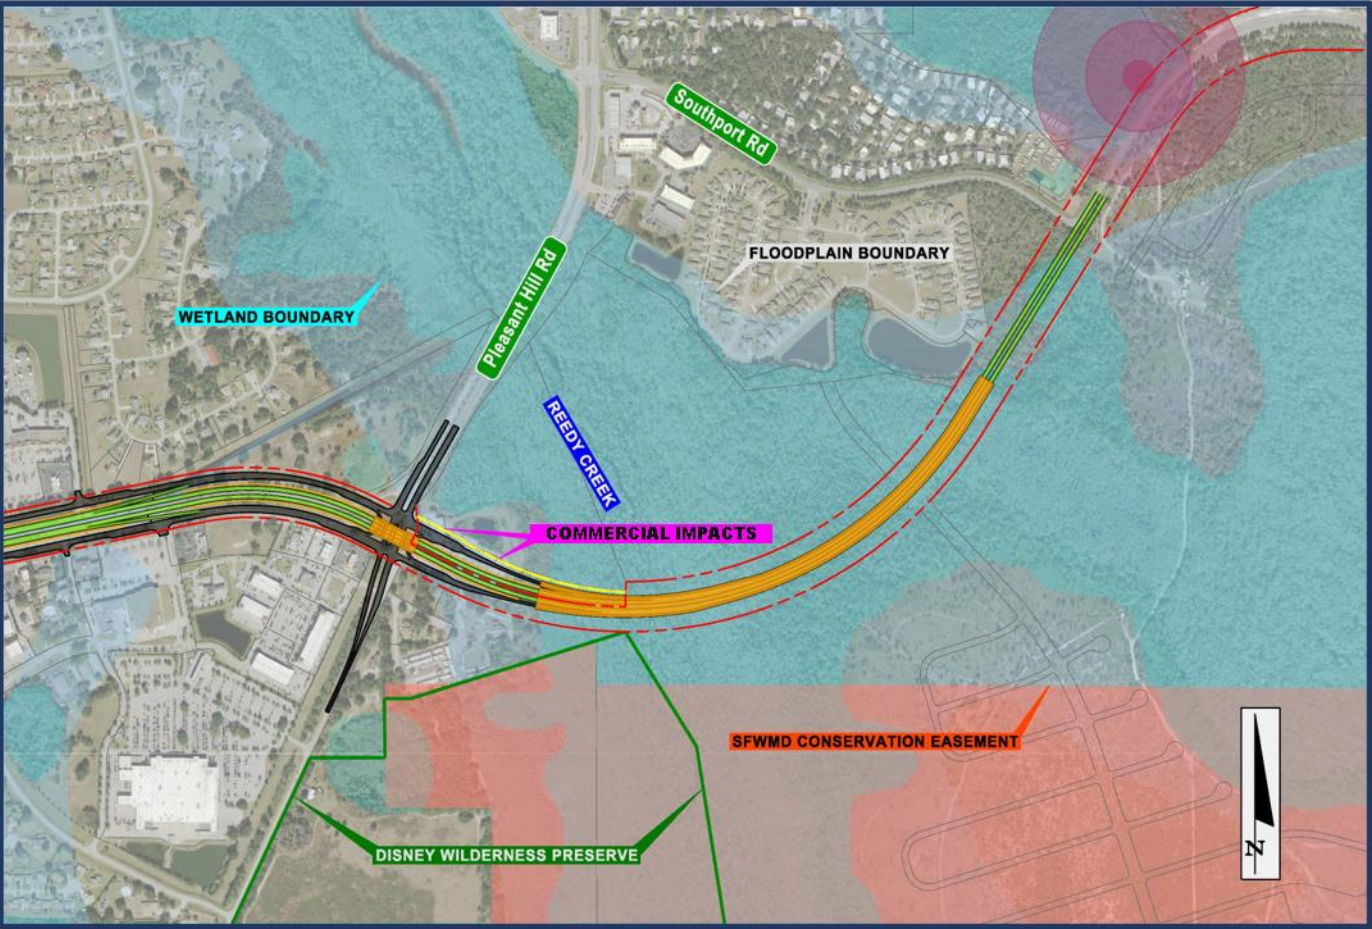 Southport Rd
FLOODPLAIN BOUNDARY
Pleasant Hill Rd
WETLAND BOUNDARY
REEDY CREEK
COMMERCIAL IMPACTS
SFWMD CONSERVATION EASEMENT
DISNEY WILDERNESS PRESERVE
N